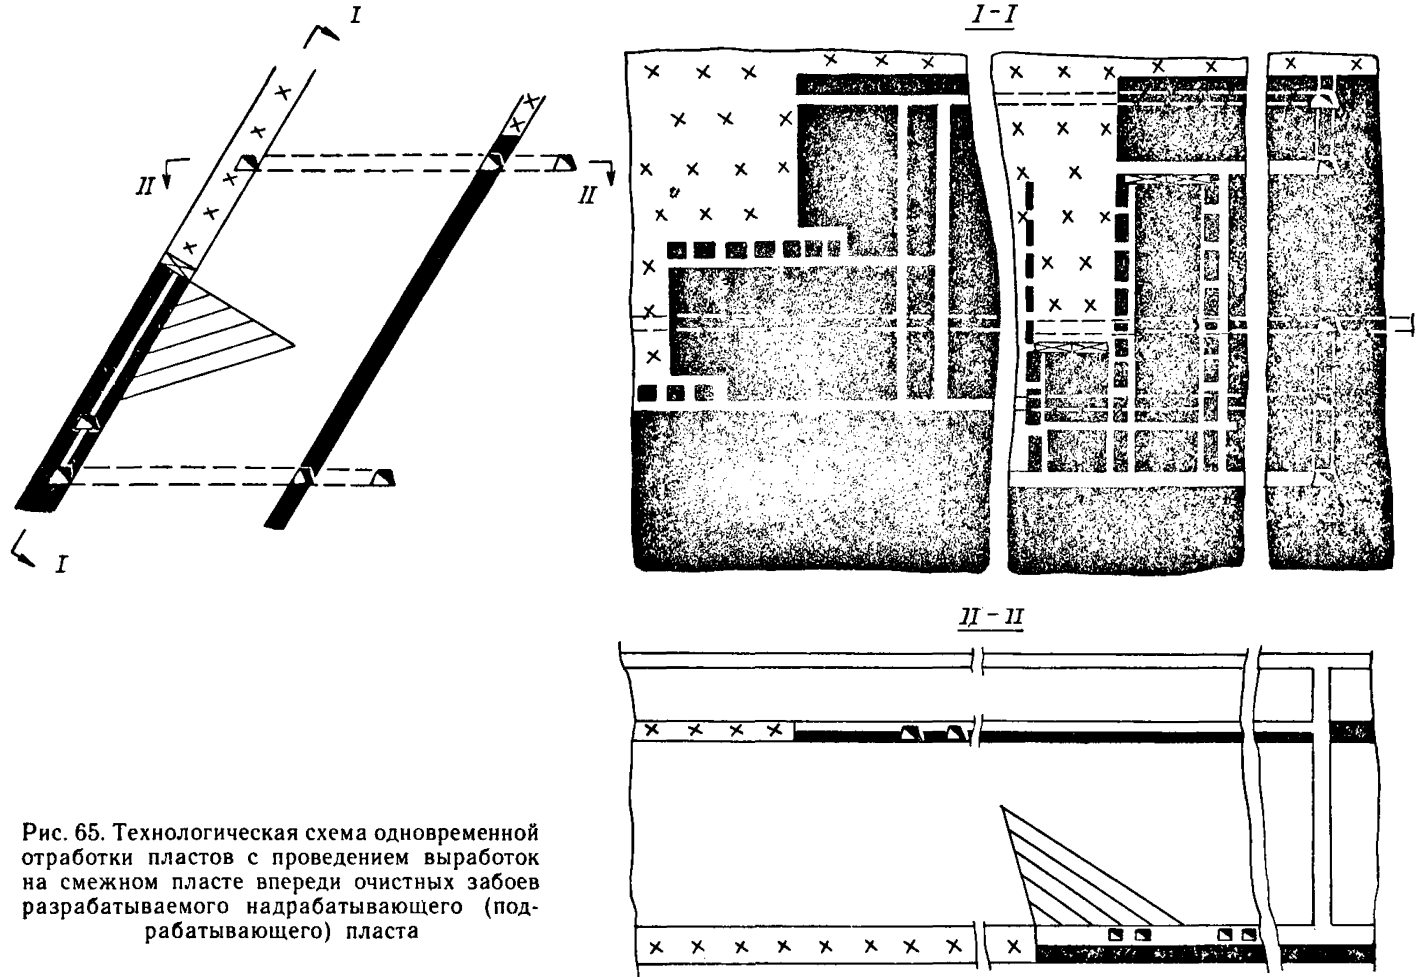 I
I-I
II
II
I
II-II
Рис. 65. Технологическая схема одновременной
отработки пластов с проведением выработок
на смежном пласте впереди очистных забоев
разрабатываемого надрабатывающего (под-
рабатывающего) пласта